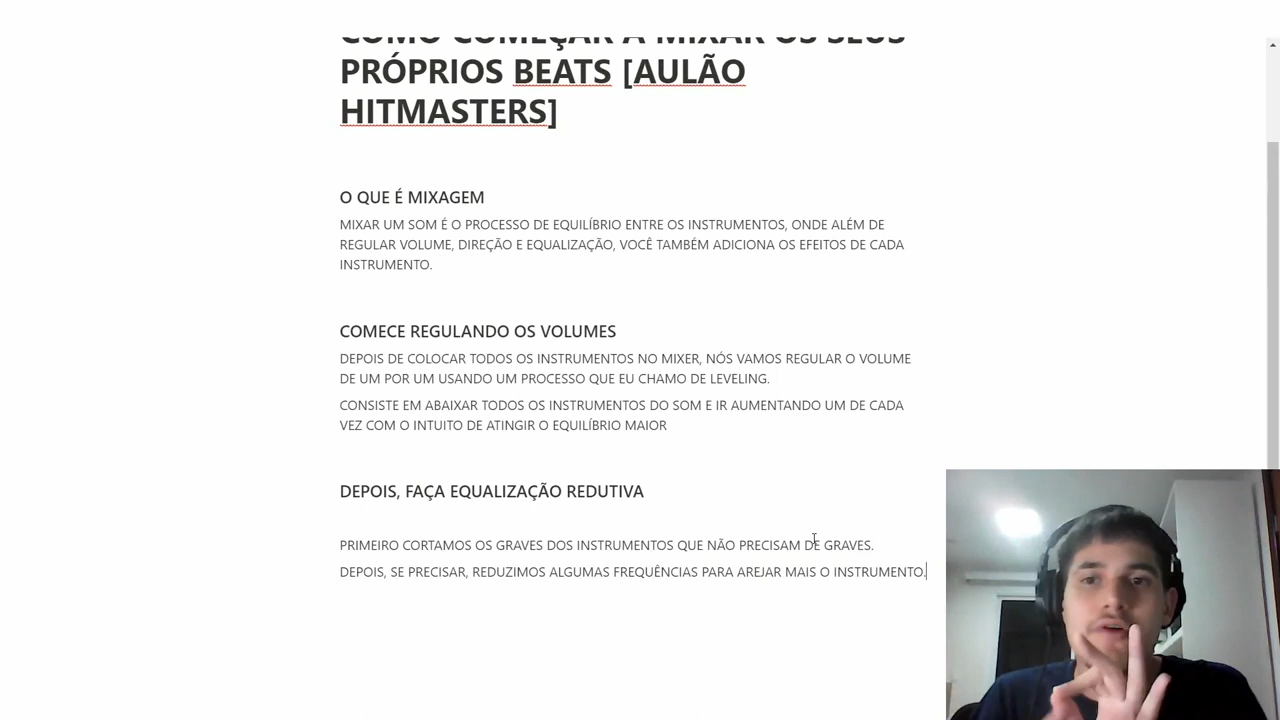 COMO COMEÇAR A MIXAR OS SEUS
PRÓPRIOS BEATS [AULÃO
HITMASTERS]
O QUE É MIXAGEM
MIXAR UM SOM É O PROCESSO DE EQUILÍBRIO ENTRE OS INSTRUMENTOS, ONDE ALÉM DE
REGULAR VOLUME, DIREÇÃO E EQUALIZAÇÃO, VOCÊ TAMBÉM ADICIONA OS EFEITOS DE CADA
INSTRUMENTO.
COMECE REGULANDO OS VOLUMES
DEPOIS DE COLOCAR TODOS OS INSTRUMENTOS NO MIXER, NÓS VAMOS REGULAR O VOLUME
DE UM POR UM USANDO UM PROCESSO QUE EU CHAMO DE LEVELING.
CONSISTE EM ABAIXAR TODOS OS INSTRUMENTOS DO SOM E IR AUMENTANDO UM DE CADA
VEZ COM O INTUITO DE ATINGIR O EQUILÍBRIO MAIOR
DEPOIS, FAÇA EQUALIZAÇÃO REDUTIVA
PRIMEIRO CORTAMOS OS GRAVES DOS INSTRUMENTOS QUE NÃO PRECISAM DE GRAVES.
DEPOIS, SE PRECISAR, REDUZIMOS ALGUMAS FREQUÊNCIAS PARA AREJAR MAIS O INSTRUMENTO.